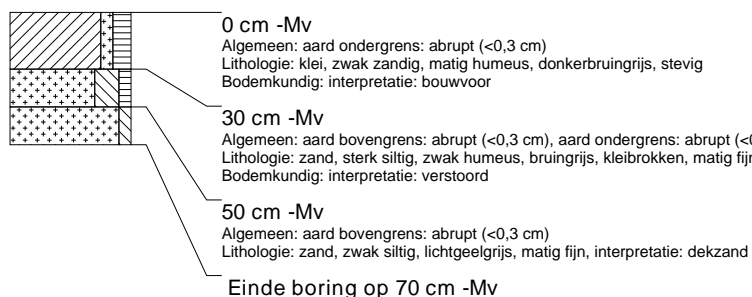 0 cm -Mv
Algemeen: aard ondergrens: abrupt (<0,3 cm)
Lithologie: klei, zwak zandig, matig humeus, donkerbruingrijs, stevig
Bodemkundig: interpretatie: bouwvoor
30 cm -Mv
Algemeen: aard bovengrens: abrupt (<0,3 cm), aard ondergrens: abrupt (<0
Lithologie: zand, sterk siltig, zwak humeus, bruingrijs, kleibrokken, matig fijn
Bodemkundig: interpretatie: verstoord
50 cm -Mv
Algemeen: aard bovengrens: abrupt (<0,3 cm)
Lithologie: zand, zwak siltig, lichtgeelgrijs, matig fijn, interpretatie: dekzand
Einde boring op 70 cm -Mv